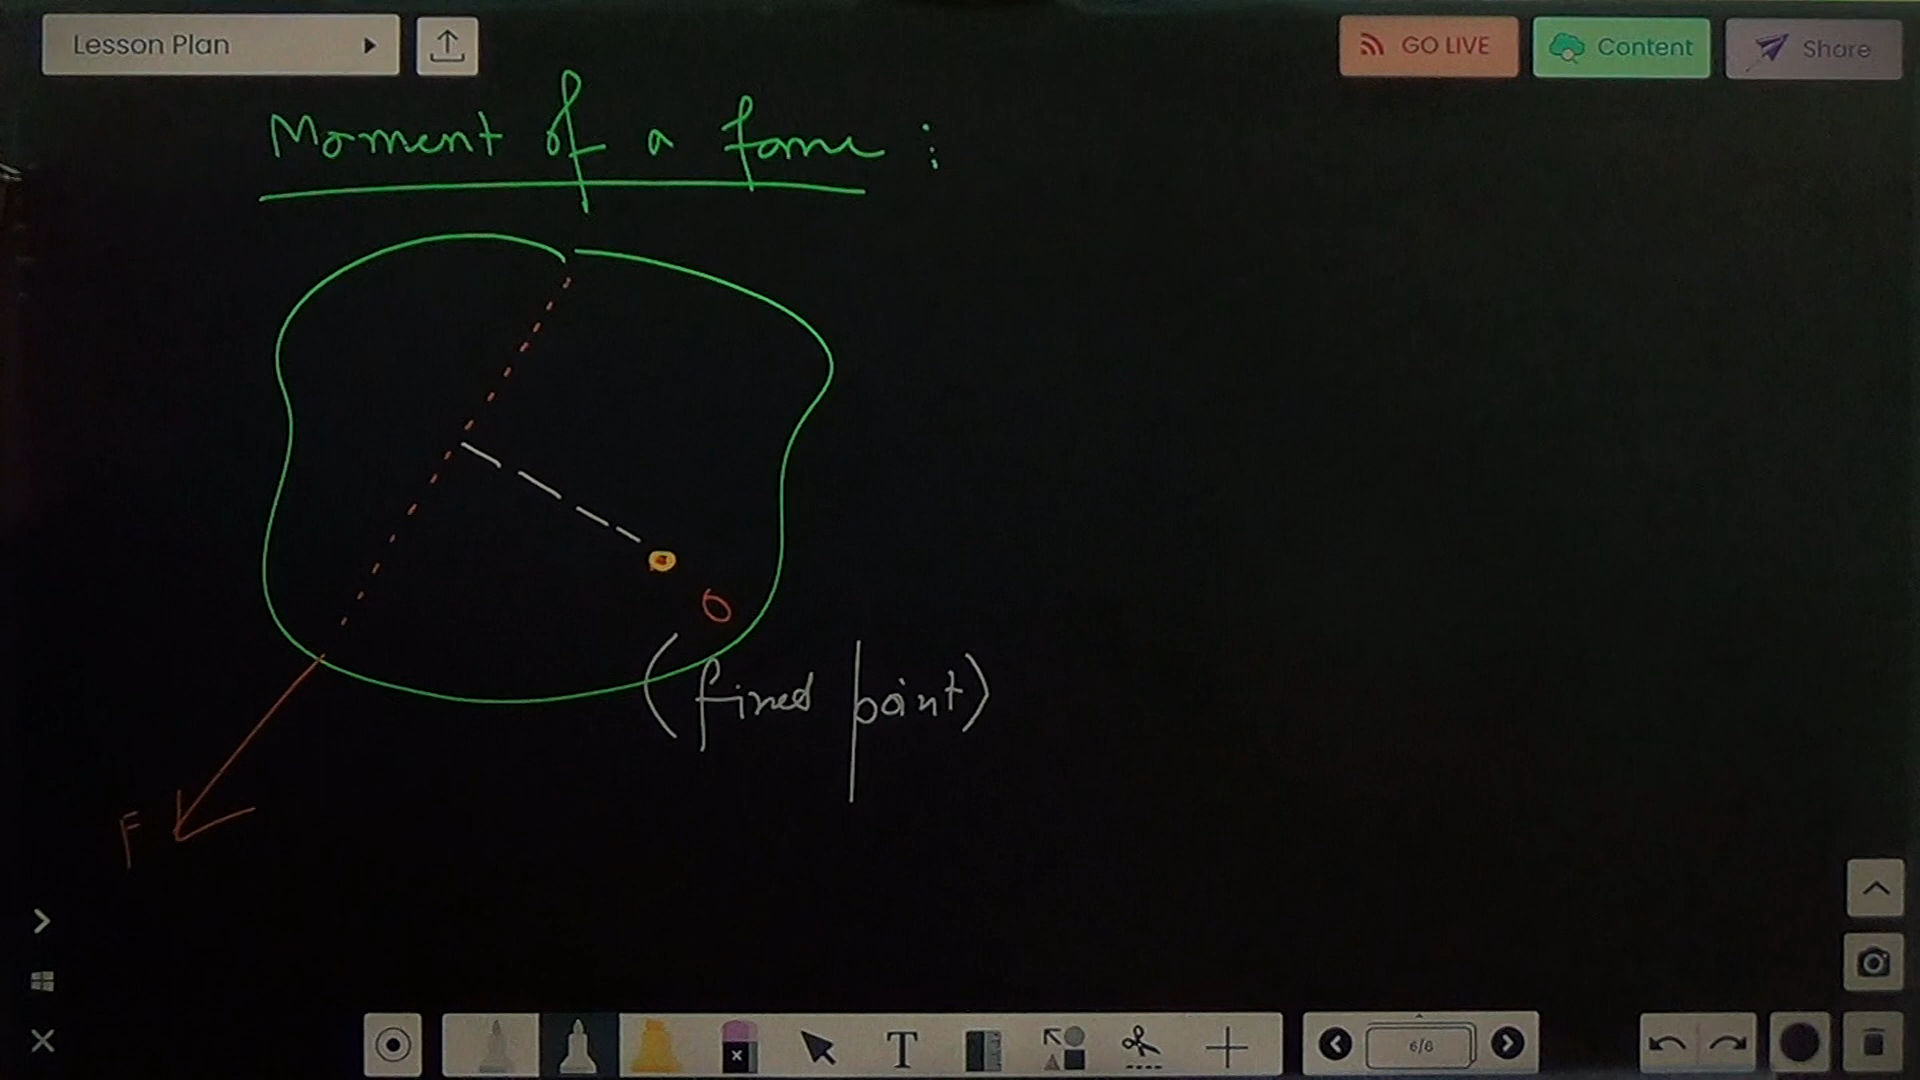 Lesson Plan
GO LIVE
Content
Share
Moment of a force :
O
(fixed point)
F
T
6/6